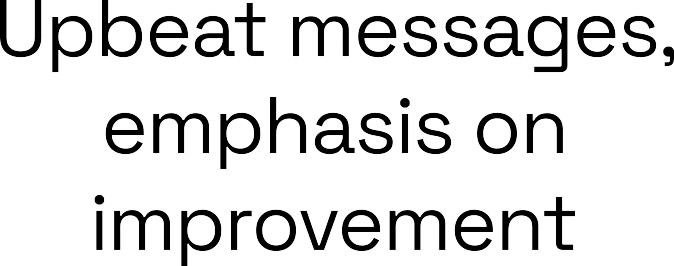 Upbeat messages,
emphasis on
improvement